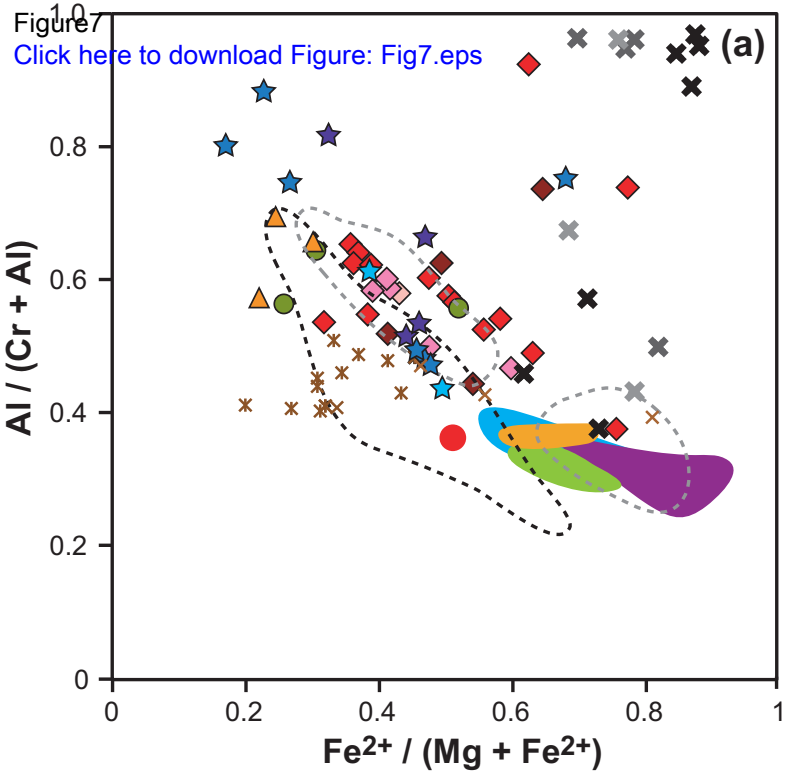 Figure7
Click here to download Figure: Fig7.eps
(a)
1.0
0.8
0.6
0.4
0.2
0
Al / (Cr + Al)
0
0.2
0.4
0.6
0.8
1
Fe²⁺ / (Mg + Fe²⁺)